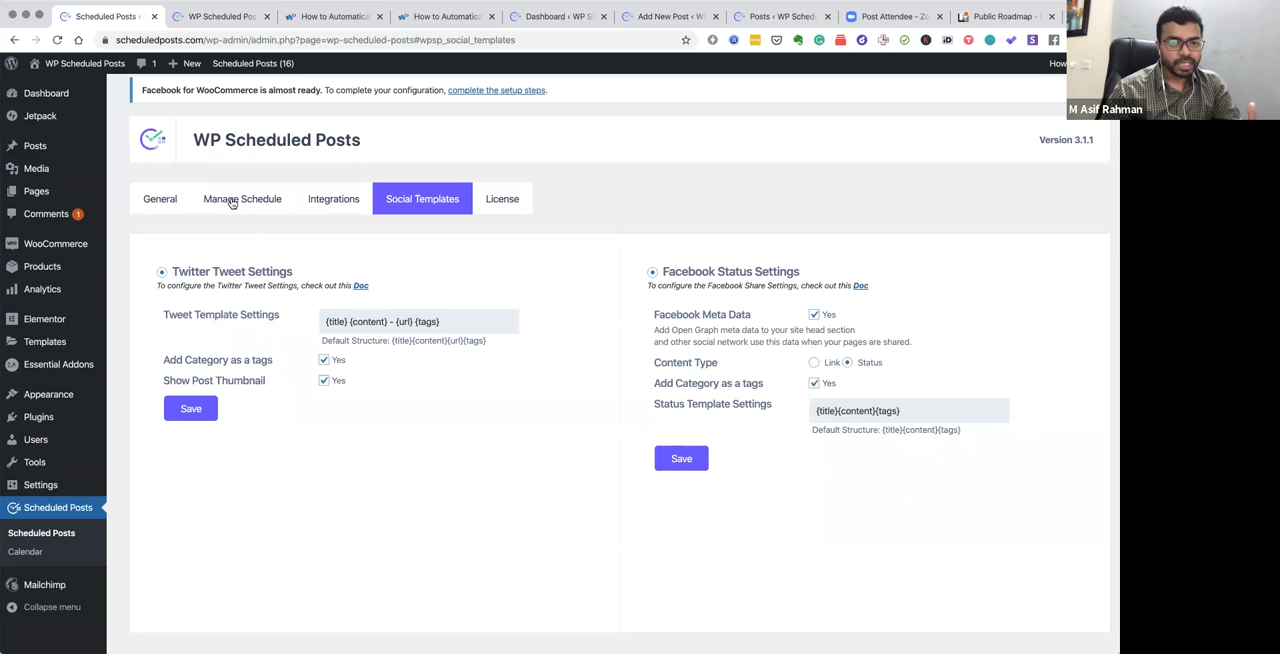 Scheduled Posts ‹
WP Scheduled Pos
How to Automatica
How to Automatica
Dashboard ‹ WP S
Add New Post ‹ W
Posts ‹ WP Sched
Post Attendee - Zo
Public Roadmap -
scheduledposts.com/wp-admin/admin.php?page=wp-scheduled-posts#wpsp_social_templates
WP Scheduled Posts
1
New
Scheduled Posts (16)
How
M Asif Rahman
Dashboard
Jetpack
Posts
Media
Pages
Comments 1
WooCommerce
Products
Analytics
Elementor
Templates
Essential Addons
Appearance
Plugins
Users
Tools
Settings
Scheduled Posts
Scheduled Posts
Calendar
Mailchimp
Collapse menu
Facebook for WooCommerce is almost ready. To complete your configuration, complete the setup steps.
WP Scheduled Posts
Version 3.1.1
General
Manage Schedule
Integrations
Social Templates
License
Twitter Tweet Settings
To configure the Twitter Tweet Settings, check out this Doc
Tweet Template Settings
{title} {content} - {url} {tags}
Default Structure: {title}{content}{url}{tags}
Add Category as a tags
Yes
Show Post Thumbnail
Yes
Save
Facebook Status Settings
To configure the Facebook Share Settings, check out this Doc
Facebook Meta Data
Yes
Add Open Graph meta data to your site head section
and other social network use this data when your pages are shared.
Content Type
Link
Status
Add Category as a tags
Yes
Status Template Settings
{title}{content}{tags}
Default Structure: {title}{content}{tags}
Save